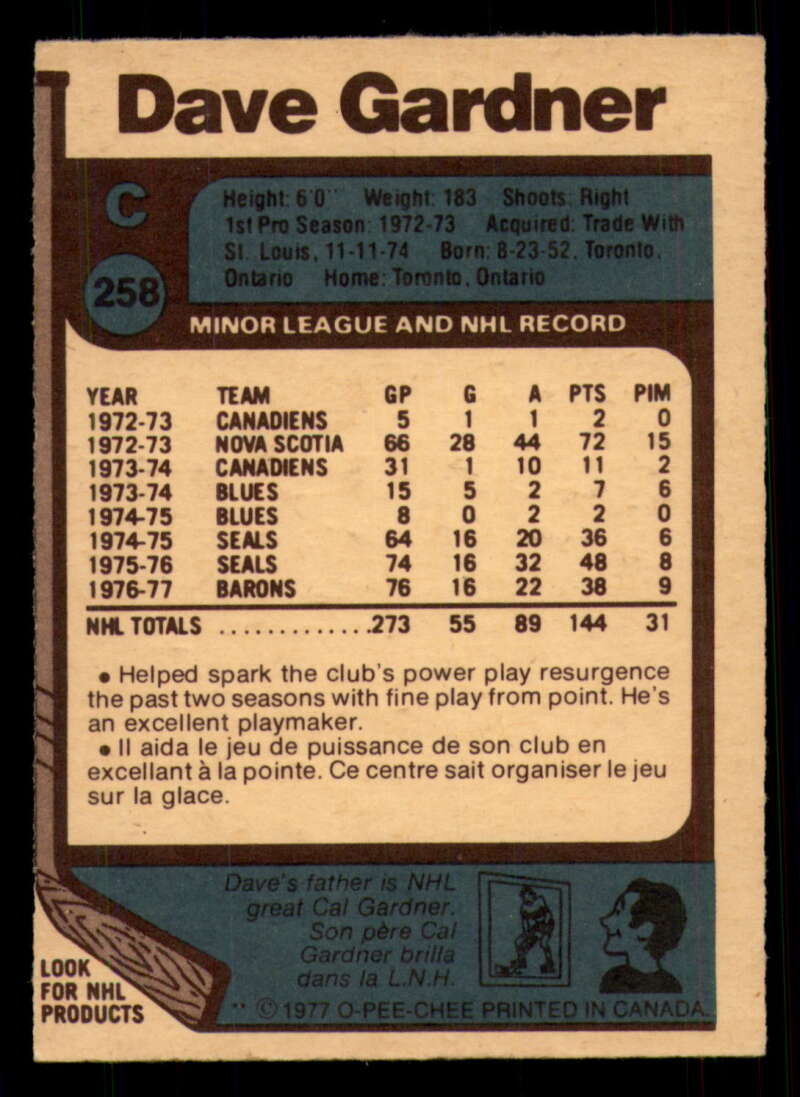 Dave Gardner
C
Height: 6'0" Weight: 183 Shoots: Right
1st Pro Season: 1972-73 Acquired: Trade With
St. Louis, 11-11-74 Born: 8-23-52, Toronto,
Ontario Home: Toronto, Ontario
258
MINOR LEAGUE AND NHL RECORD
YEAR TEAM GP G A PTS PIM
1972-73 CANADIENS 5 1 1 2 0
1972-73 NOVA SCOTIA 66 28 44 72 15
1973-74 CANADIENS 31 1 10 11 2
1973-74 BLUES 15 5 2 7 6
1974-75 BLUES 8 0 2 2 0
1974-75 SEALS 64 16 20 36 6
1975-76 SEALS 74 16 32 48 8
1976-77 BARONS 76 16 22 38 9
NHL TOTALS .............273 55 89 144 31
• Helped spark the club's power play resurgence
the past two seasons with fine play from point. He's
an excellent playmaker.
• Il aida le jeu de puissance de son club en
excellant à la pointe. Ce centre sait organiser le jeu
sur la glace.
Dave's father is NHL
great Cal Gardner.
Son père Cal
Gardner brilla
dans la L.N.H.
LOOK
FOR NHL
PRODUCTS
** © 1977 O-PEE-CHEE PRINTED IN CANADA.